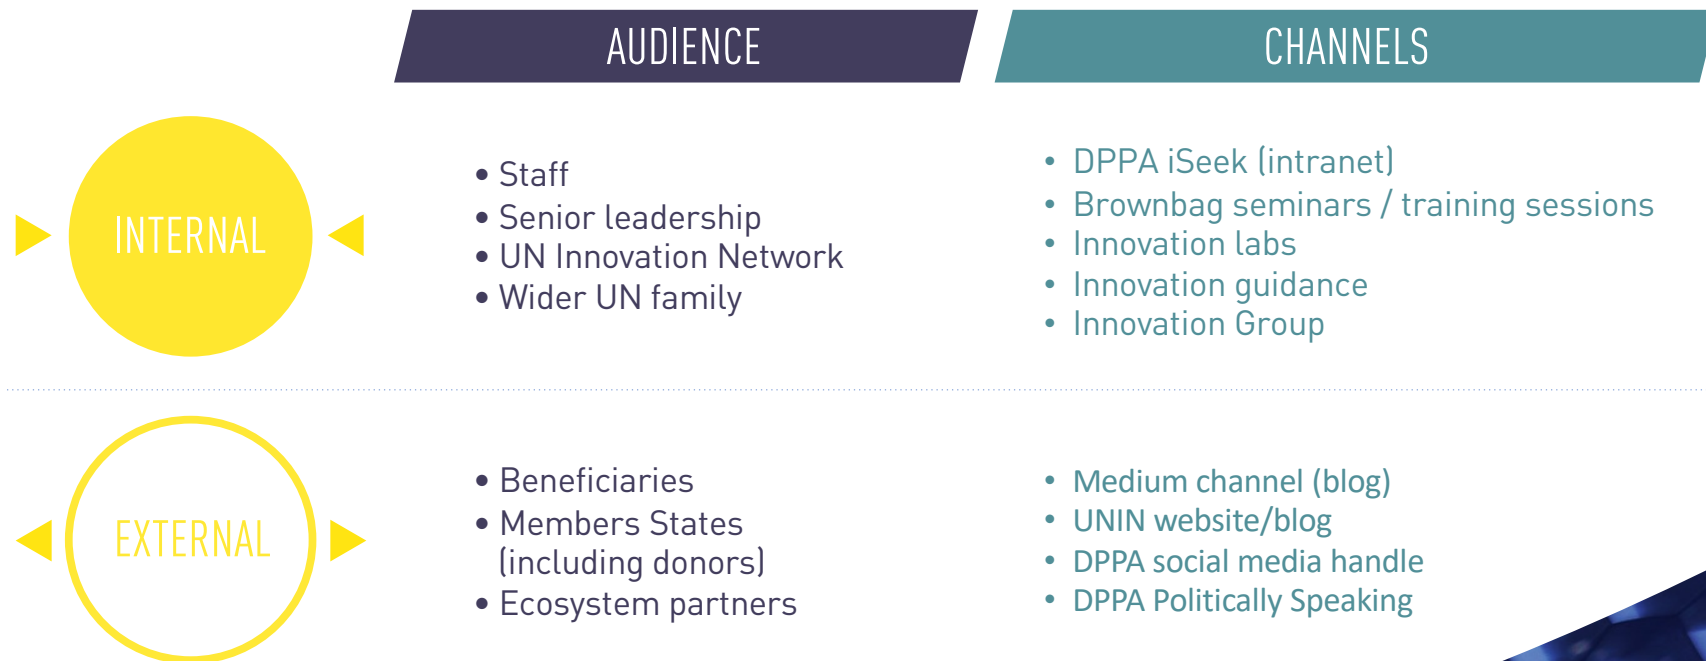 AUDIENCE
CHANNELS
INTERNAL
• Staff
• Senior leadership
• UN Innovation Network
• Wider UN family
• DPPA iSeek (intranet)
• Brownbag seminars / training sessions
• Innovation labs
• Innovation guidance
• Innovation Group
EXTERNAL
• Beneficiaries
• Members States
(including donors)
• Ecosystem partners
• Medium channel (blog)
• UNIN website/blog
• DPPA social media handle
• DPPA Politically Speaking